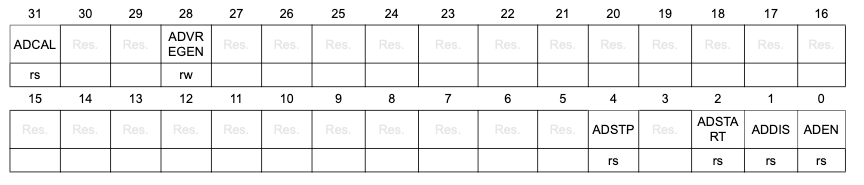 31 30 29 28 27 26 25 24 23 22 21 20 19 18 17 16
ADCAL Res. Res. ADVR Res. Res. Res. Res. Res. Res. Res. Res. Res. Res. Res. Res.
EGEN
rs rw
15 14 13 12 11 10 9 8 7 6 5 4 3 2 1 0
Res. Res. Res. Res. Res. Res. Res. Res. Res. Res. Res. ADSTP Res. ADSTA ADDIS ADEN
RT
rs rs rs rs